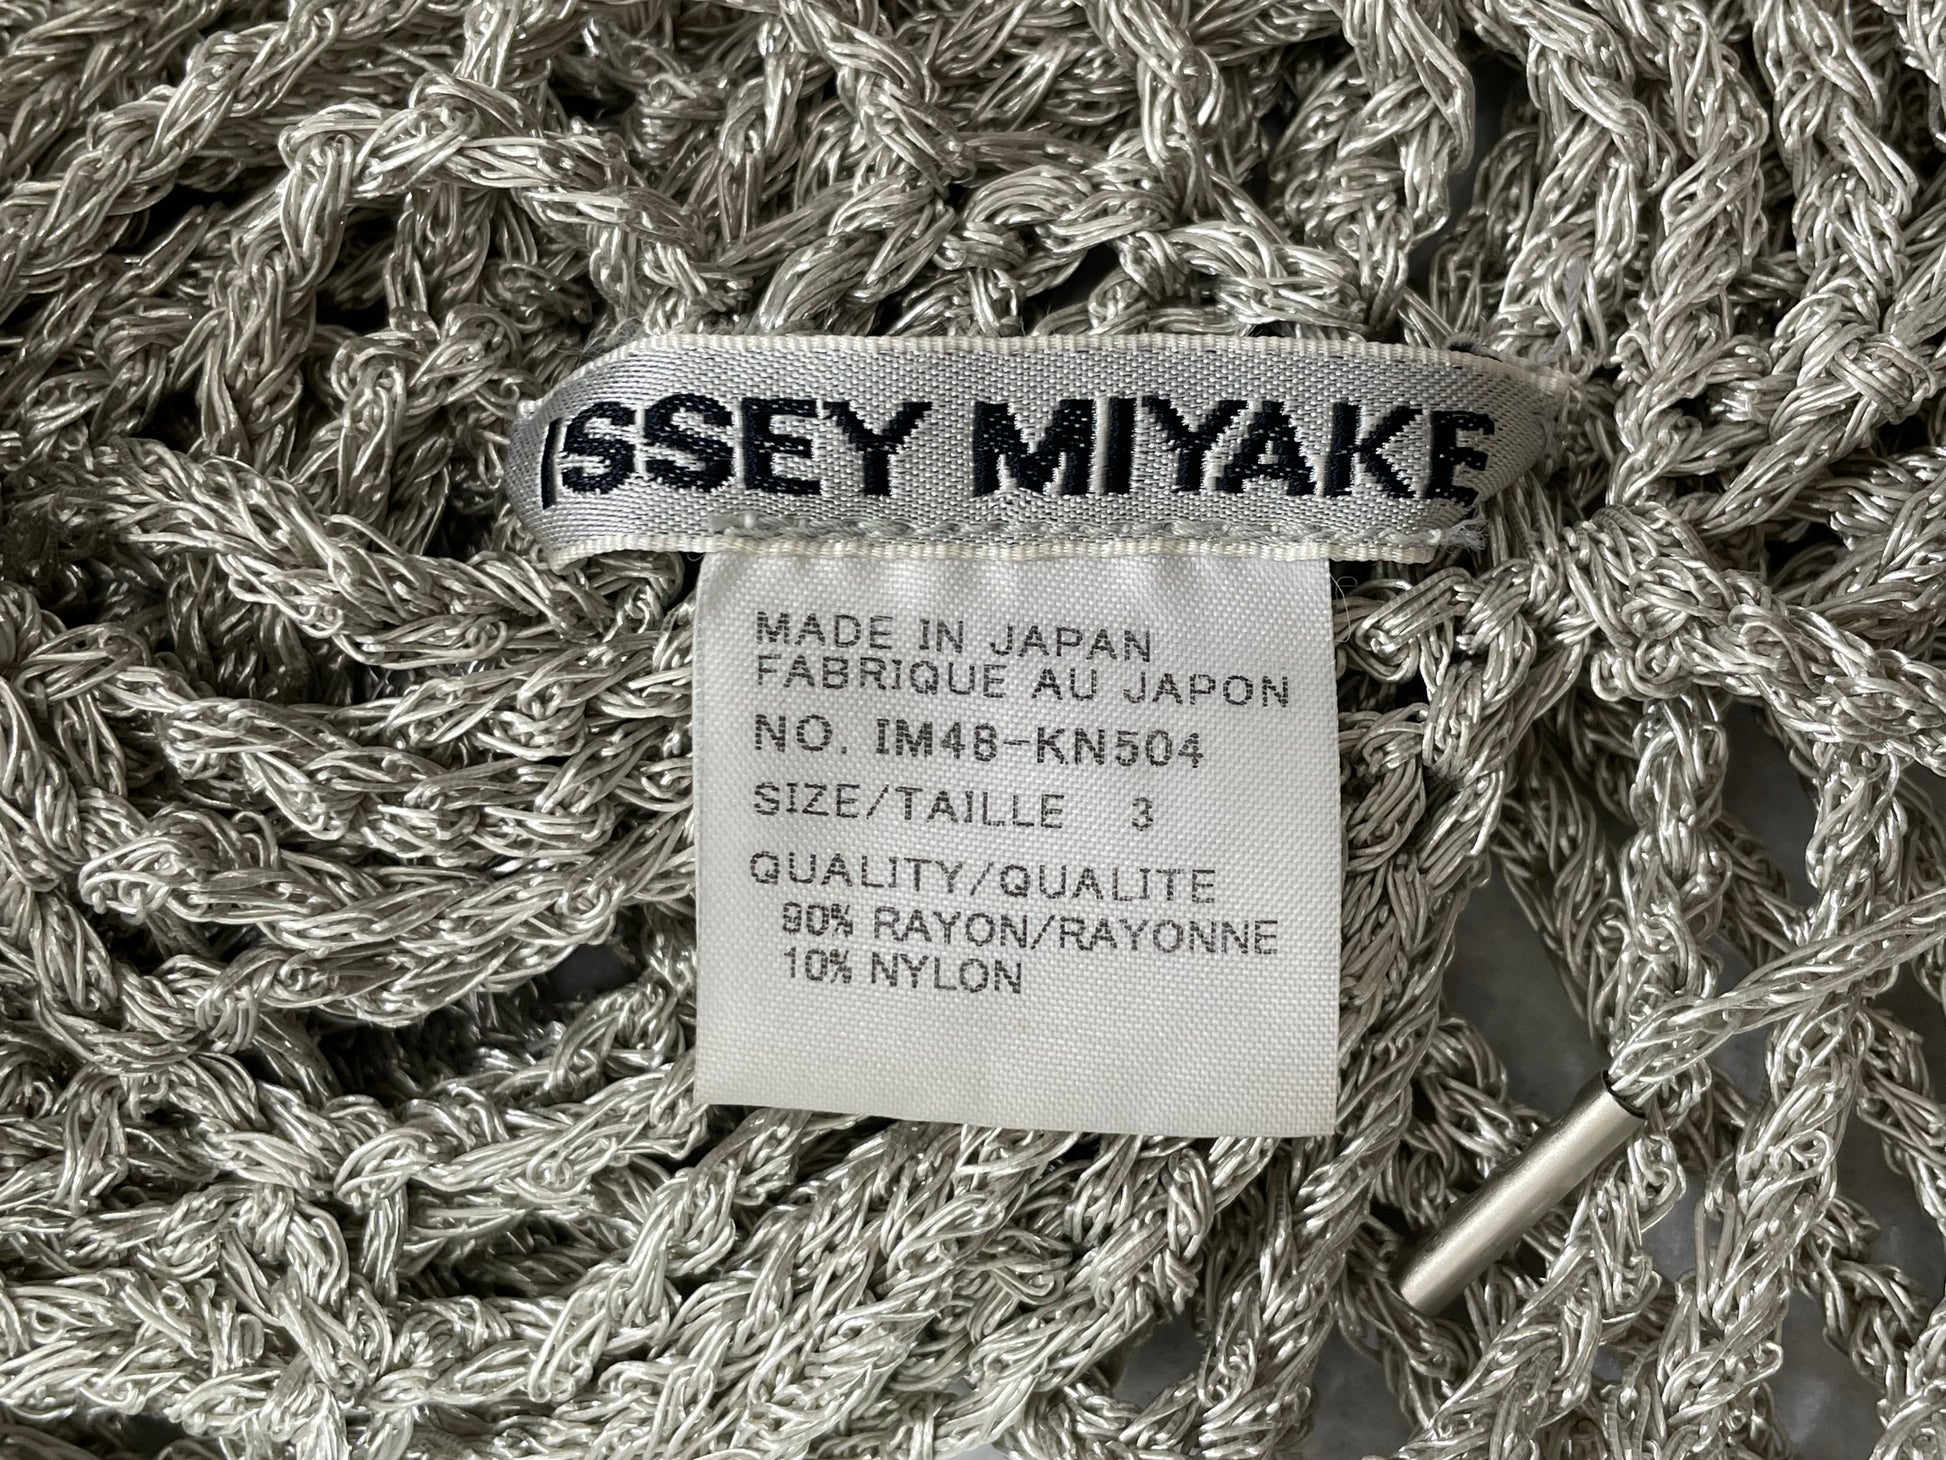 ISSEY MIYAKE
MADE IN JAPAN
FABRIQUE AU JAPON
NO. IM48-KN504
SIZE/TAILLE 3
QUALITY/QUALITE
90% RAYON/RAYONNE
10% NYLON